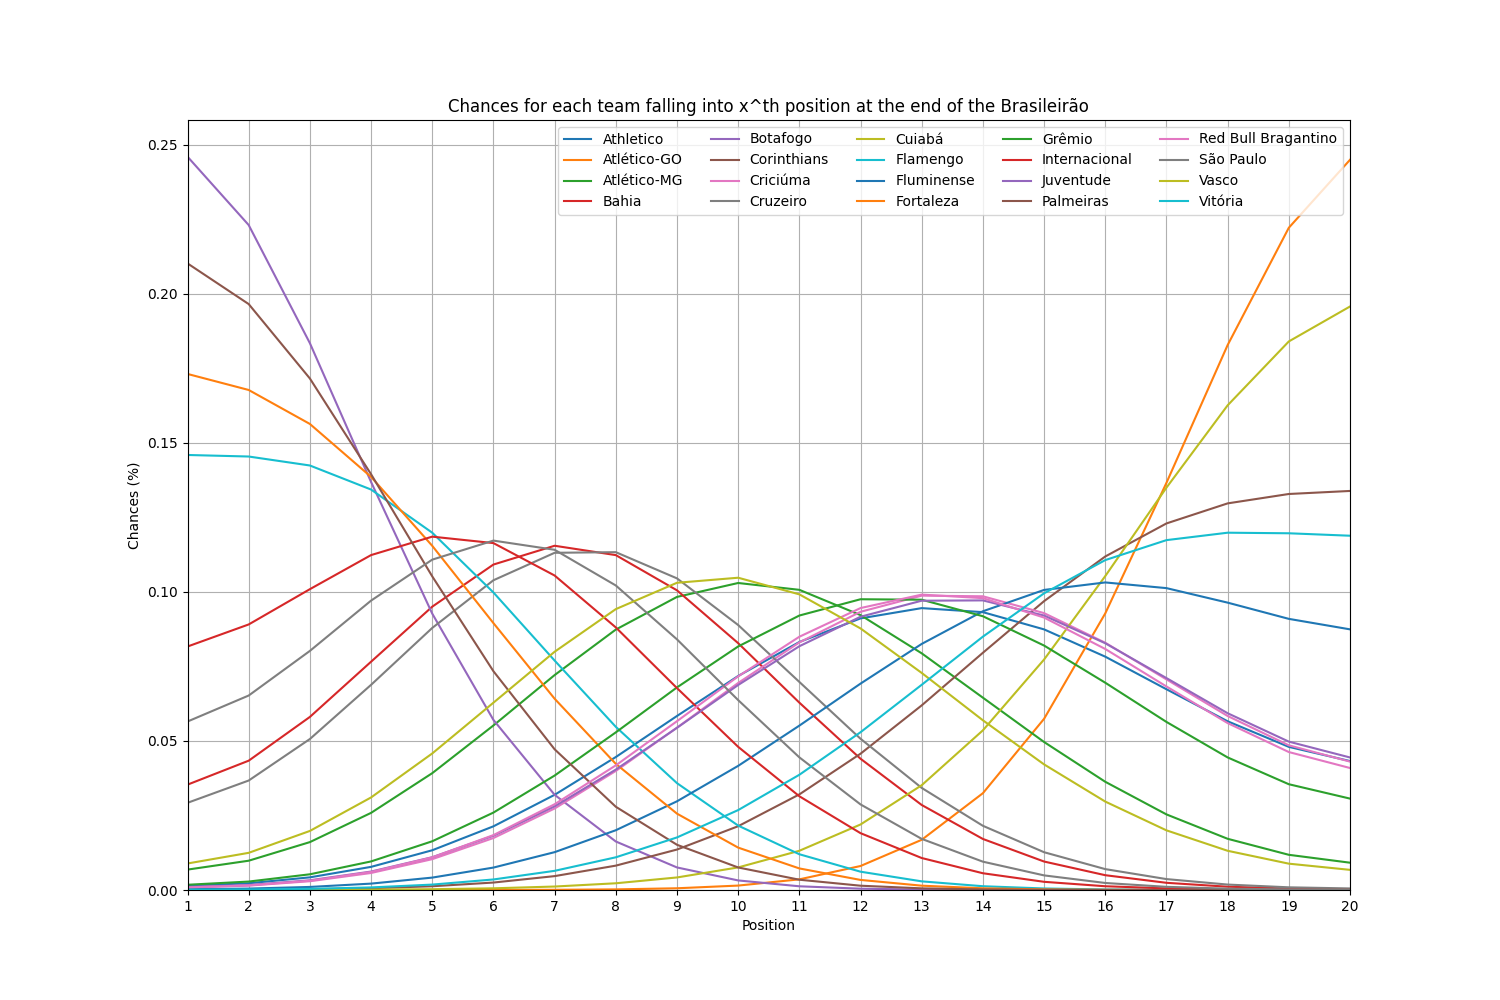 Chances for each team falling into x^th position at the end of the Brasileirão
Athletico
Atlético-GO
Atlético-MG
Bahia
Botafogo
Corinthians
Criciúma
Cruzeiro
Cuiabá
Flamengo
Fluminense
Fortaleza
Grêmio
Internacional
Juventude
Palmeiras
Red Bull Bragantino
São Paulo
Vasco
Vitória
Chances (%)
0.25
0.20
0.15
0.10
0.05
0.00
1 2 3 4 5 6 7 8 9 10 11 12 13 14 15 16 17 18 19 20
Position